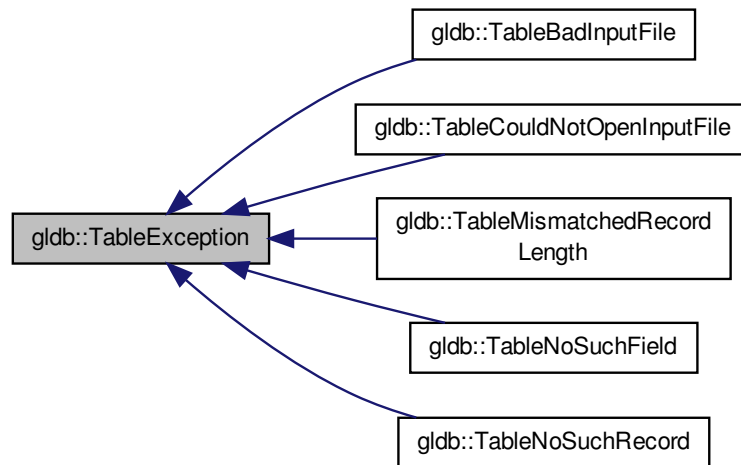 gldb::TableBadInputFile
gldb::TableCouldNotOpenInputFile
gldb::TableException
gldb::TableMismatchedRecord
Length
gldb::TableNoSuchField
gldb::TableNoSuchRecord